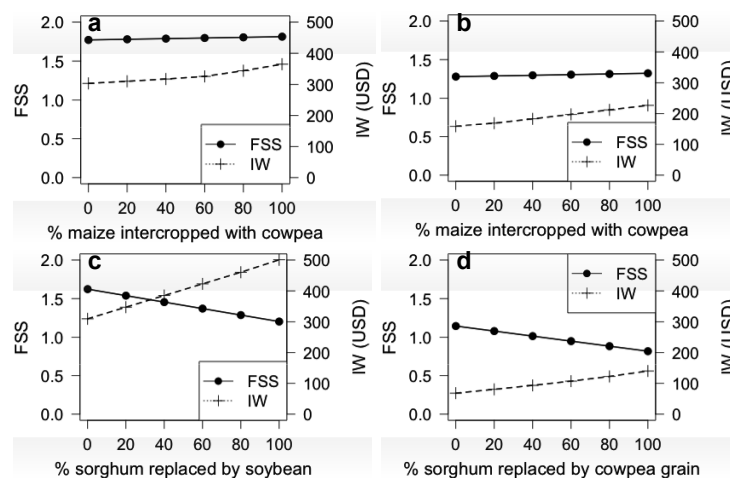 a
2.0
1.5
1.0
0.5
0.0
FSS
500
400
300
200
100
0
IW (USD)
FSS
IW
0 20 40 60 80 100
% maize intercropped with cowpea
b
2.0
1.5
1.0
0.5
0.0
FSS
500
400
300
200
100
0
IW (USD)
FSS
IW
0 20 40 60 80 100
% maize intercropped with cowpea
c
2.0
1.5
1.0
0.5
0.0
FSS
500
400
300
200
100
0
IW (USD)
FSS
IW
0 20 40 60 80 100
% sorghum replaced by soybean
d
2.0
1.5
1.0
0.5
0.0
FSS
500
400
300
200
100
0
IW (USD)
FSS
IW
0 20 40 60 80 100
% sorghum replaced by cowpea grain